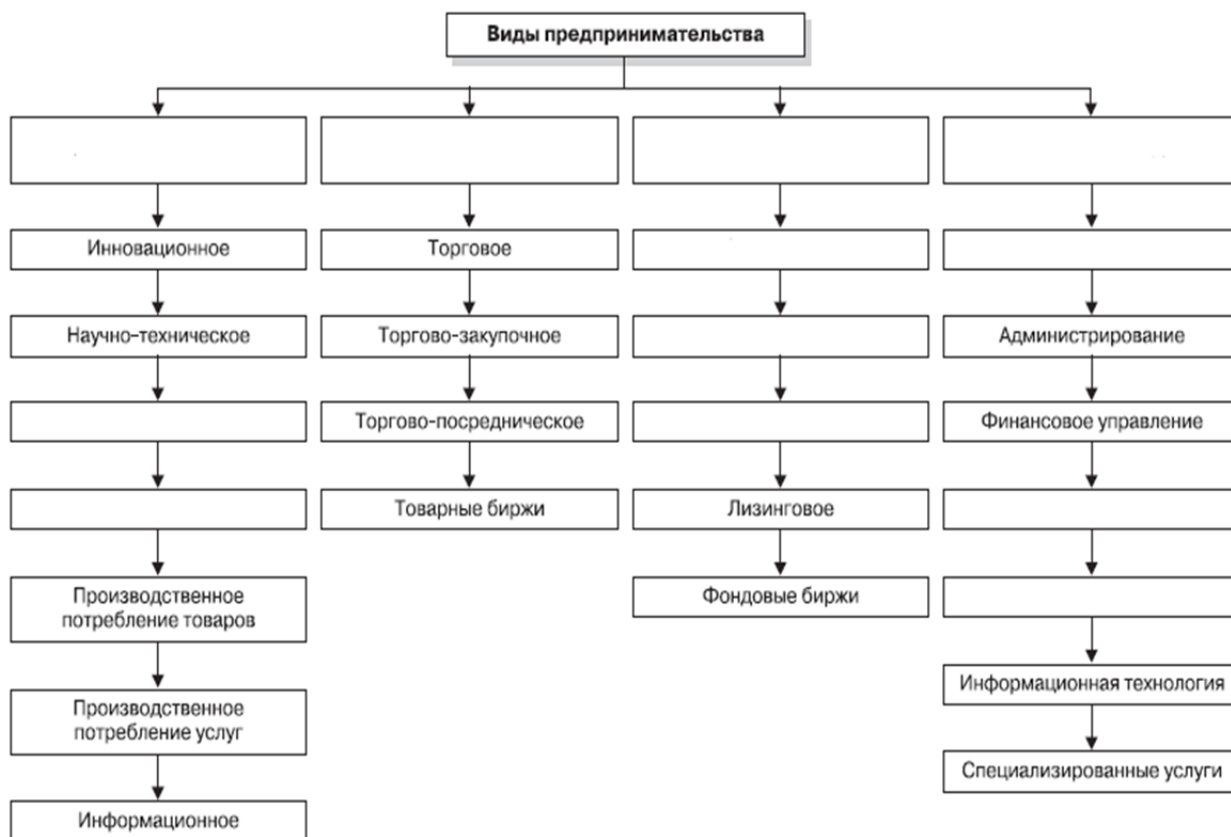 Виды предпринимательства
Инновационное
Торговое
Научно-техническое
Торгово-закупочное
Администрирование
Торгово-посредническое
Финансовое управление
Товарные биржи
Лизинговое
Производственное
потребление товаров
Фондовые биржи
Информационная технология
Производственное
потребление услуг
Специализированные услуги
Информационное